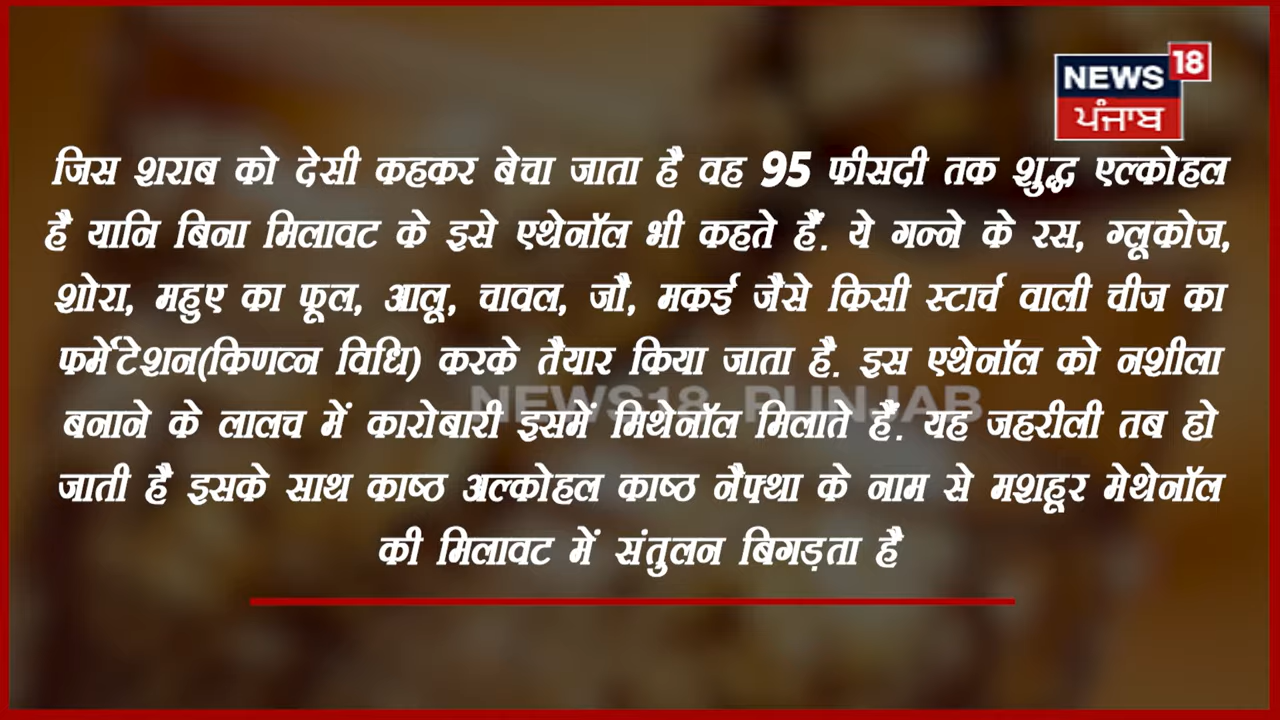 NEWS 18
ਪੰਜਾਬ
जिस शराब को देसी कहकर बेचा जाता है वह 95 फीसदी तक शुद्ध एल्कोहल
है यानि बिना मिलावट के इसे एथेनॉल भी कहते हैं. ये गन्ने के रस, ग्लूकोज,
शोरा, महुए का फूल, आलू, चावल, जौ, मकई जैसे किसी स्टार्च वाली चीज का
फर्मेंटेशन(किणव्न विधि) करके तैयार किया जाता है. इस एथेनॉल को नशीला
NEWS18 PUNJAB
बनाने के लालच में कारोबारी इसमें मिथेनॉल मिलाते हैं. यह जहरीली तब हो
जाती है इसके साथ काष्ठ अल्कोहल काष्ठ नैफ्था के नाम से मशहूर मेथेनॉल
की मिलावट में संतुलन बिगड़ता है